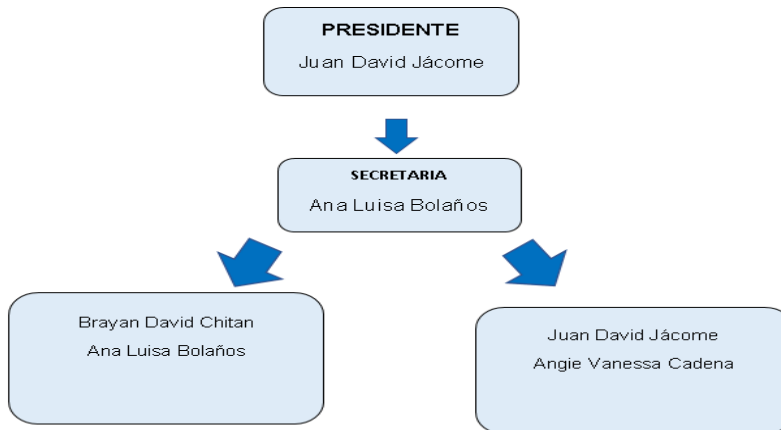 PRESIDENTE
Juan David Jácome
SECRETARIA
Ana Luisa Bolaños
Brayan David Chitan
Ana Luisa Bolaños
Juan David Jácome
Angie Vanessa Cadena